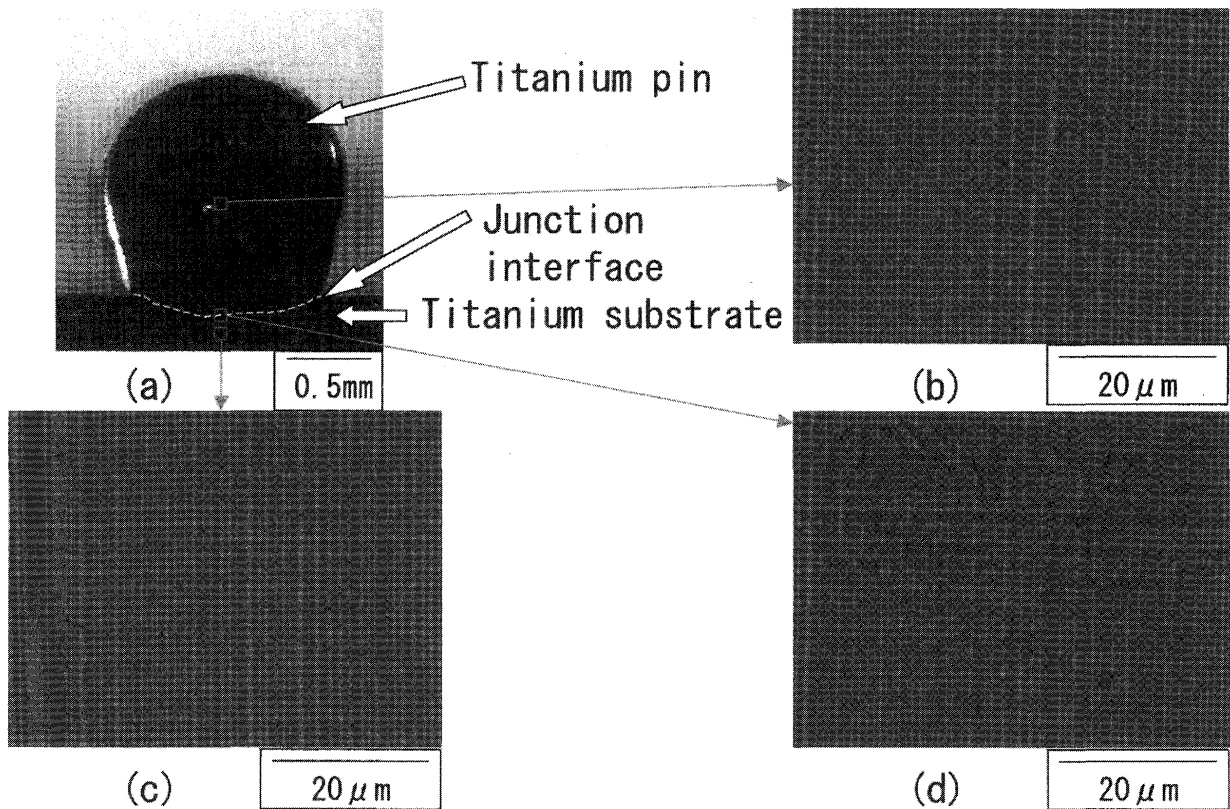 Titanium pin
Junction
interface
Titanium substrate
(a)
0.5mm
(b)
20μm
(c)
20μm
(d)
20μm